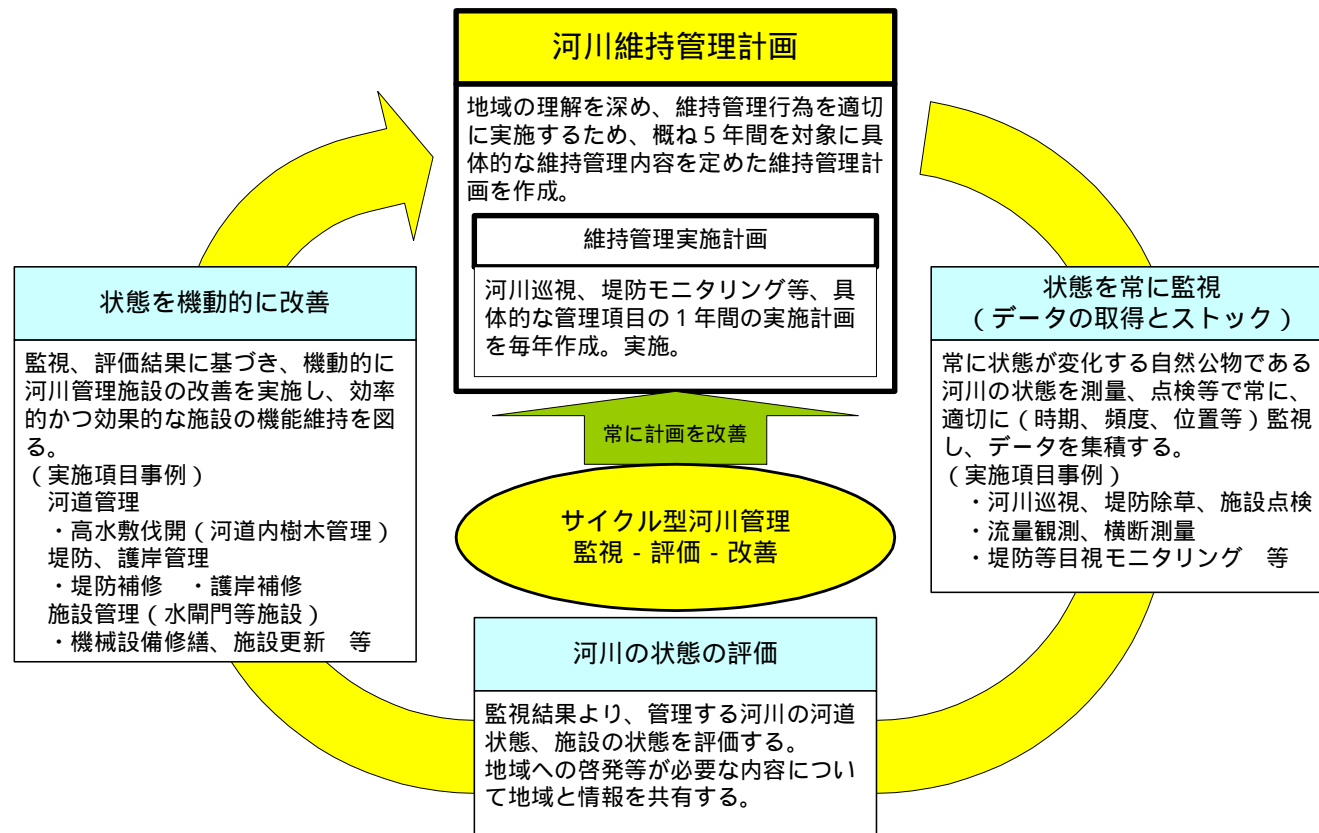 河川維持管理計画
地域の理解を深め、維持管理行為を適切
に実施するため、概ね５年間を対象に具
体的な維持管理内容を定めた維持管理計
画を作成。
維持管理実施計画
河川巡視、堤防モニタリング等、具
体的な管理項目の１年間の実施計画
を毎年作成。実施。
状態を常に監視
（データの取得とストック）
常に状態が変化する自然公物である
河川の状態を測量、点検等で常に、
適切に（時期、頻度、位置等）監視
し、データを集積する。
（実施項目事例）
・河川巡視、堤防除草、施設点検
・流量観測、横断測量
・堤防等目視モニタリング　等
河川の状態の評価
監視結果より、管理する河川の河道
状態、施設の状態を評価する。
地域への啓発等が必要な内容につい
て地域と情報を共有する。
状態を機動的に改善
監視、評価結果に基づき、機動的に
河川管理施設の改善を実施し、効率
的かつ効果的な施設の機能維持を図
る。
（実施項目事例）
河道管理
・高水敷伐開（河道内樹木管理）
堤防、護岸管理
・堤防補修　・護岸補修
施設管理（水閘門等施設）
・機械設備修繕、施設更新　等
常に計画を改善
サイクル型河川管理
監視 - 評価 - 改善